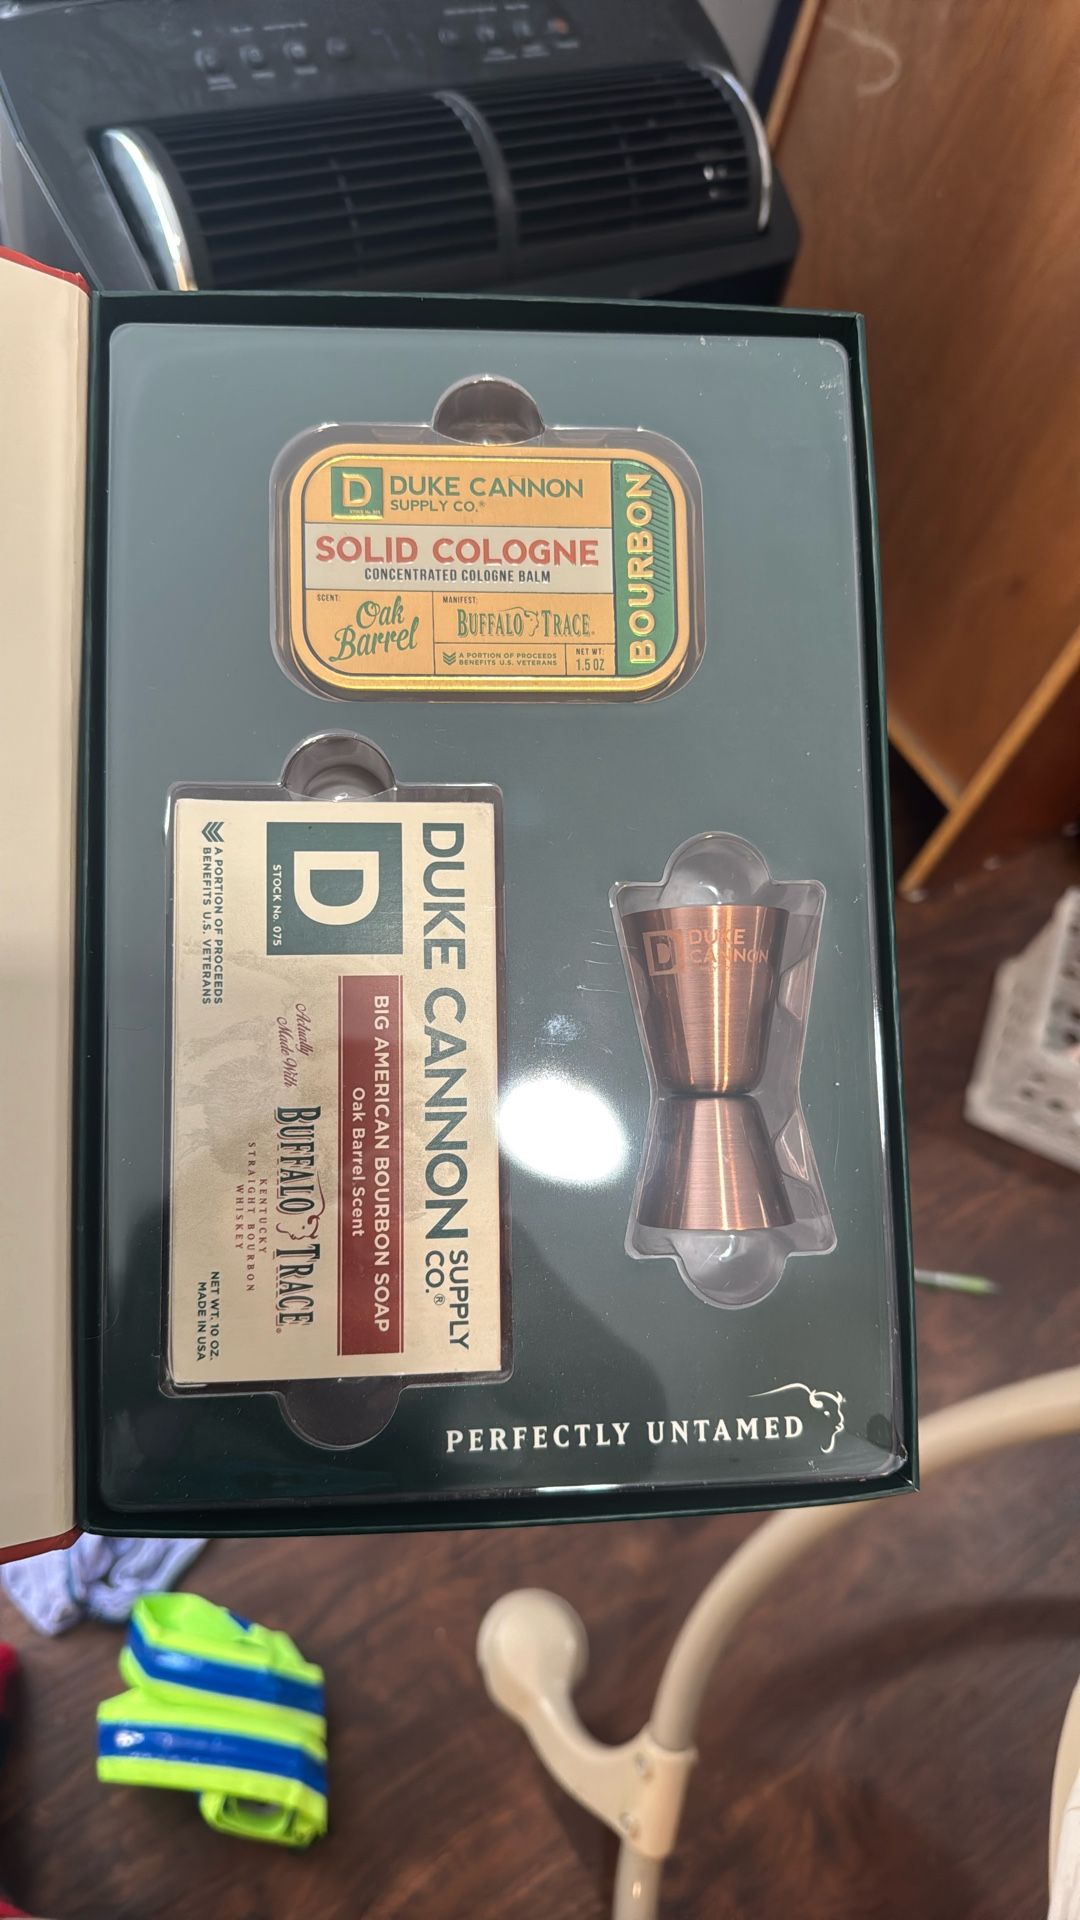 D
STOCK No. 075
DUKE CANNON
SUPPLY CO.®
SOLID COLOGNE
CONCENTRATED COLOGNE BALM
SCENT:
Oak
Barrel
MANIFEST:
BUFFALO TRACE.
A PORTION OF PROCEEDS
BENEFITS U.S. VETERANS
NET WT:
1.5 OZ
BOURBON
DUKE CANNON SUPPLY CO.®
D
STOCK No. 075
BIG AMERICAN BOURBON SOAP
Oak Barrel Scent
Actually
Made With
BUFFALO TRACE®
KENTUCKY
STRAIGHT BOURBON
WHISKEY
A PORTION OF PROCEEDS
BENEFITS U.S. VETERANS
NET WT. 10 OZ.
MADE IN USA
D
DUKE
CANNON
PERFECTLY UNTAMED